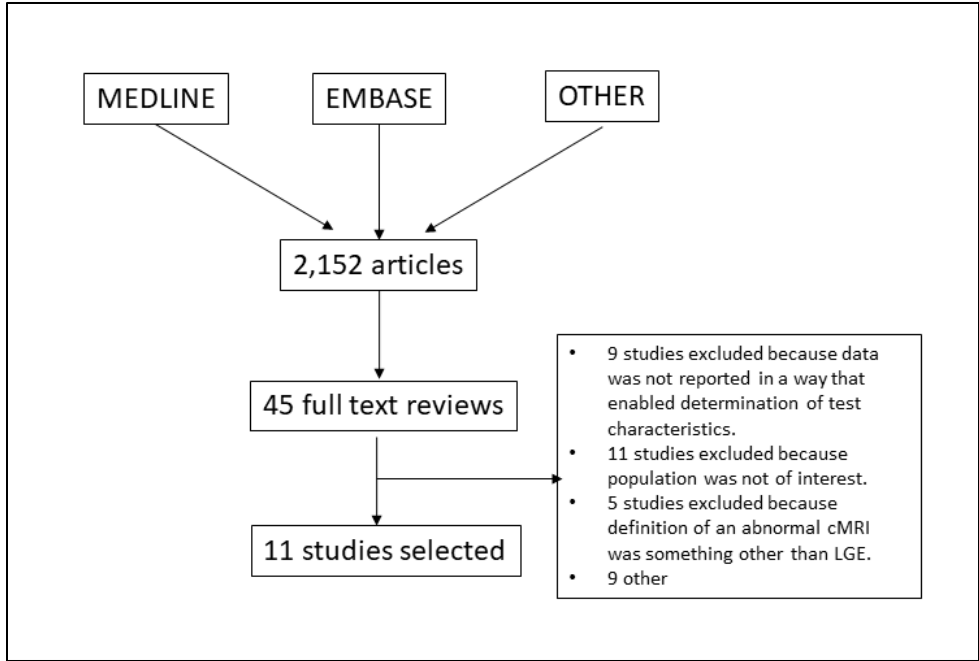 MEDLINE
EMBASE
OTHER
2,152 articles
45 full text reviews
• 9 studies excluded because data
was not reported in a way that
enabled determination of test
characteristics.
• 11 studies excluded because
population was not of interest.
• 5 studies excluded because
definition of an abnormal cMRI
was something other than LGE.
• 9 other
11 studies selected